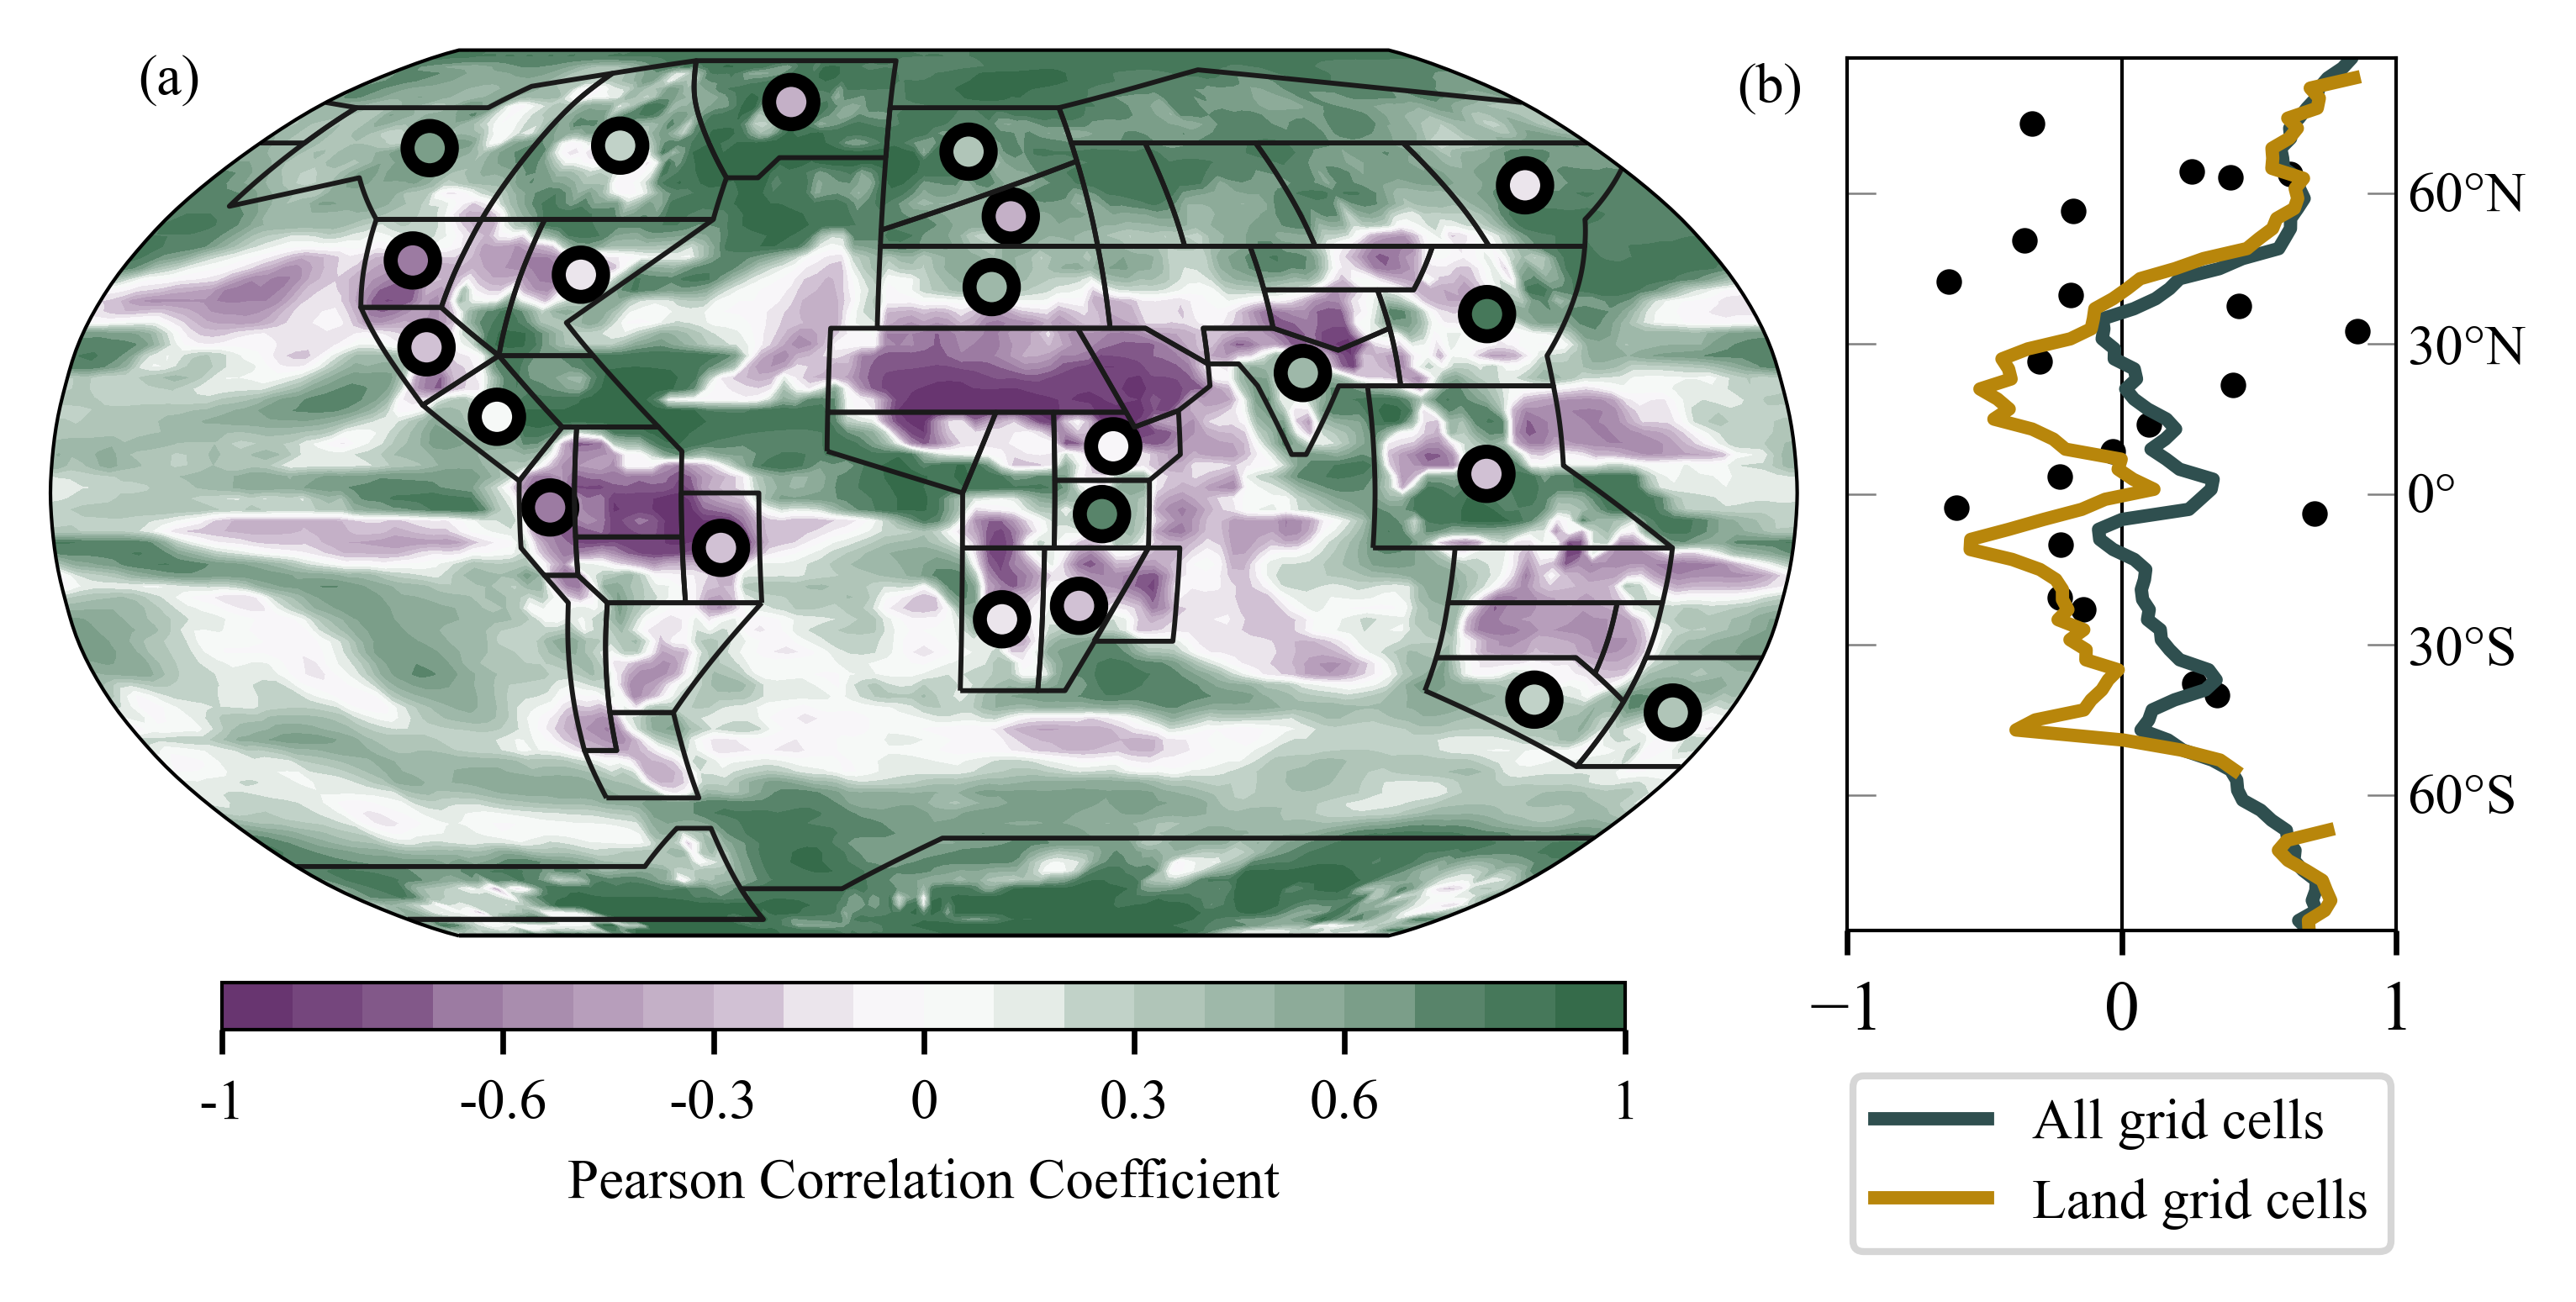 (a)
(b)
60°N
30°N
0°
30°S
60°S
−1 0 1
-1 -0.6 -0.3 0 0.3 0.6 1
Pearson Correlation Coefficient
All grid cells
Land grid cells